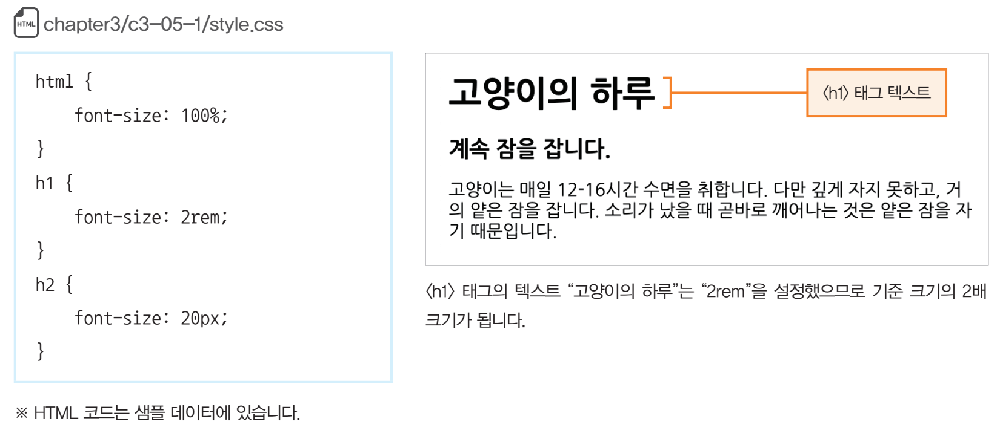 HTML
chapter3/c3-05-1/style.css
html {
font-size: 100%;
}
h1 {
font-size: 2rem;
}
h2 {
font-size: 20px;
}
※ HTML 코드는 샘플 데이터에 있습니다.
고양이의 하루
〈h1〉 태그 텍스트
계속 잠을 잡니다.
고양이는 매일 12-16시간 수면을 취합니다. 다만 깊게 자지 못하고, 거
의 얕은 잠을 잡니다. 소리가 났을 때 곧바로 깨어나는 것은 얕은 잠을 자
기 때문입니다.
〈h1〉 태그의 텍스트 “고양이의 하루”는 “2rem”을 설정했으므로 기준 크기의 2배
크기가 됩니다.